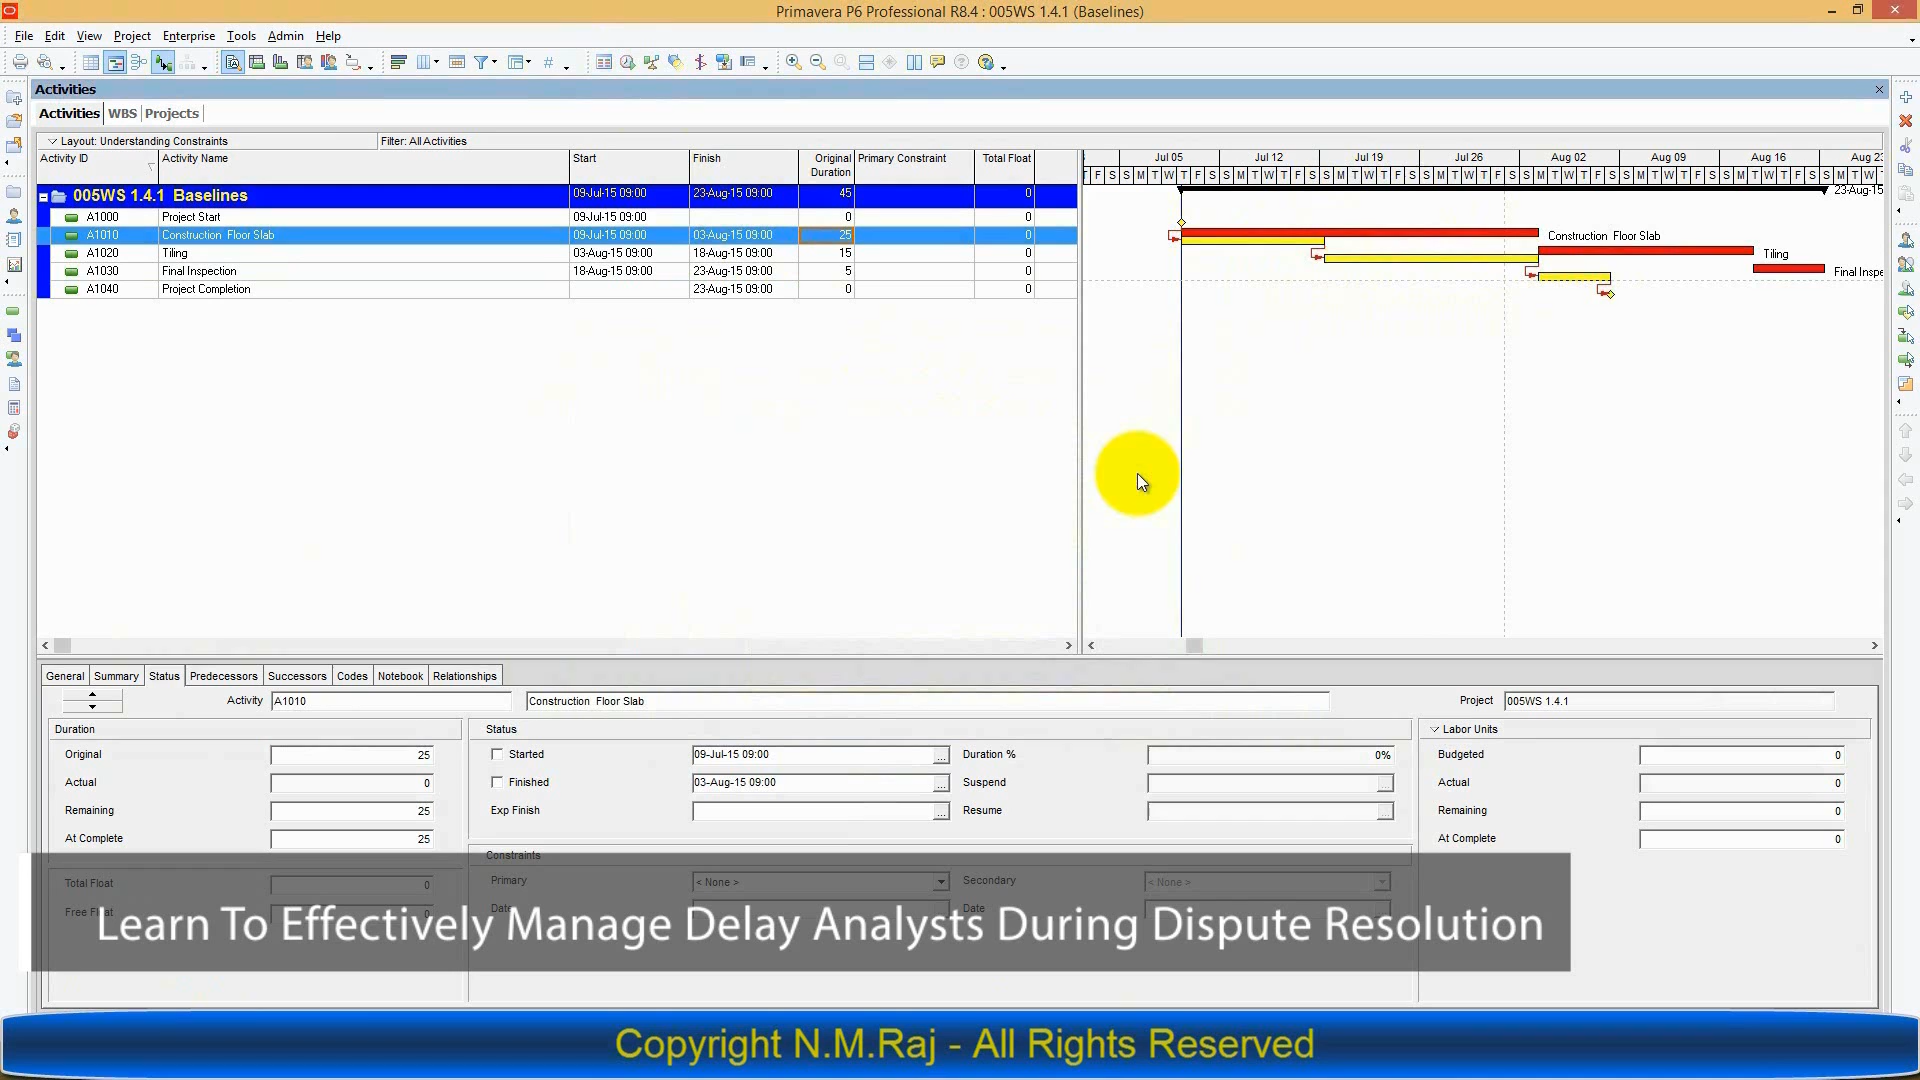 Primavera P6 Professional R8.4 : 005WS 1.4.1 (Baselines)
File Edit View Project Enterprise Tools Admin Help
Activities
Activities WBS Projects
Layout: Understanding Constraints Filter: All Activities
Activity ID Activity Name Start Finish Original Duration Primary Constraint Total Float
Jul 05 Jul 12 Jul 19 Jul 26 Aug 02 Aug 09 Aug 16 Aug 23
T F S S M T W T F S S M T W T F S S M T W T F S S M T W T F S S M T W T F S S M T W T F S S M T W T F S S M T W
005WS 1.4.1 Baselines 09-Jul-15 09:00 23-Aug-15 09:00 45 0 23-Aug-15
A1000 Project Start 09-Jul-15 09:00 0 0
A1010 Construction Floor Slab 09-Jul-15 09:00 03-Aug-15 09:00 25 0 Construction Floor Slab
A1020 Tiling 03-Aug-15 09:00 18-Aug-15 09:00 15 0 Tiling
A1030 Final Inspection 18-Aug-15 09:00 23-Aug-15 09:00 5 0 Final Inspe
A1040 Project Completion 23-Aug-15 09:00 0 0
General Summary Status Predecessors Successors Codes Notebook Relationships
Activity A1010 Construction Floor Slab Project 005WS 1.4.1
Duration Status Labor Units
Original 25 Started 09-Jul-15 09:00 ... Duration % 0% Budgeted 0
Actual 0 Finished 03-Aug-15 09:00 ... Suspend ... Actual 0
Remaining 25 Exp Finish ... Resume ... Remaining 0
At Complete 25 At Complete 0
Constraints
Total Float 0 Primary < None > Secondary < None >
Free Float 0 Date Date
Learn To Effectively Manage Delay Analysts During Dispute Resolution
Copyright N.M.Raj - All Rights Reserved